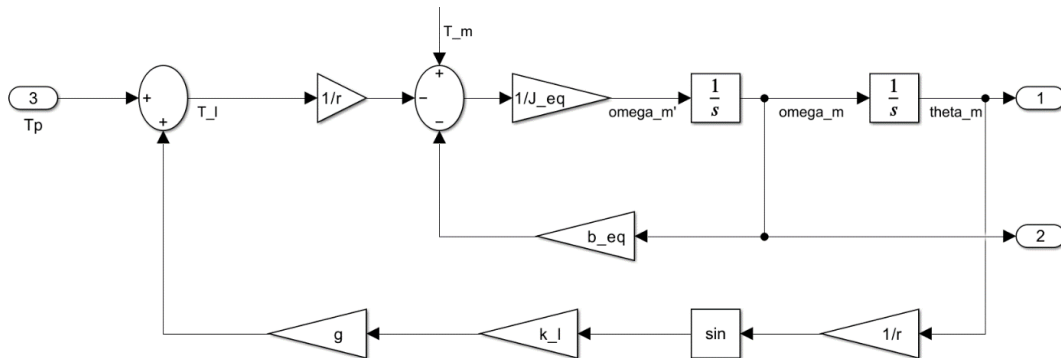 T_m
3
Tp
+
+
T_l
1/r
+
−
−
1/J_eq
omega_m'
1
s
omega_m
1
s
theta_m
1
b_eq
2
g
k_l
sin
1/r